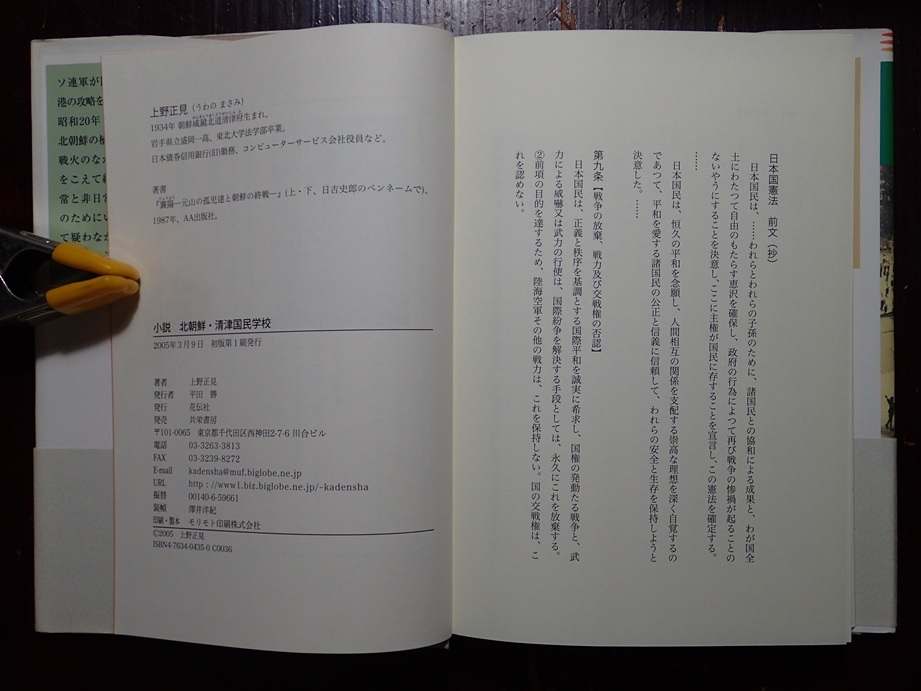 日本国憲法 前文（抄）
日本国民は、……われらとわれらの子孫のために、諸国民との協和による成果と、わが国全
土にわたつて自由のもたらす恵沢を確保し、政府の行為によつて再び戦争の惨禍が起ることの
ないやうにすることを決意し、ここに主権が国民に存することを宣言し、この憲法を確定する。
……
日本国民は、恒久の平和を念願し、人間相互の関係を支配する崇高な理想を深く自覚するの
であつて、平和を愛する諸国民の公正と信義に信頼して、われらの安全と生存を保持しようと
決意した。……
第九条【戦争の放棄、戦力及び交戦権の否認】
日本国民は、正義と秩序を基調とする国際平和を誠実に希求し、国権の発動たる戦争と、武
力による威嚇又は武力の行使は、国際紛争を解決する手段としては、永久にこれを放棄する。
②前項の目的を達するため、陸海空軍その他の戦力は、これを保持しない。国の交戦権は、こ
れを認めない。
上野正見（うわの まさみ）
1934年 朝鮮咸鏡北道清津府生まれ。
岩手県立盛岡一高、東北大学法学部卒業。
日本債券信用銀行(旧)勤務、コンピューターサービス会社役員など。
著書
―元山の孤児達と朝鮮の終戦―』(上・下、日吉史郎のペンネームで)、
1987年、AA出版社。
小説 北朝鮮・清津国民学校
2005年3月9日 初版第1刷発行
著者 上野正見
発行者 平田 勝
発行 花伝社
発売 共栄書房
〒101-0065 東京都千代田区西神田2-7-6 川合ビル
電話 03-3263-3813
FAX 03-3239-8272
E-mail kadensha@muf.biglobe.ne.jp
URL http://www1.biz.biglobe.ne.jp/~kadensha
振替 00140-6-59661
装幀 澤井洋紀
印刷・製本 モリモト印刷株式会社
©2005 上野正見
ISBN4-7634-0435-0 C0036
ソ連軍が
港の攻略を
昭和20年
北朝鮮の
戦火のなか
をこえて
常と非日常
のためにい
て疑わなか